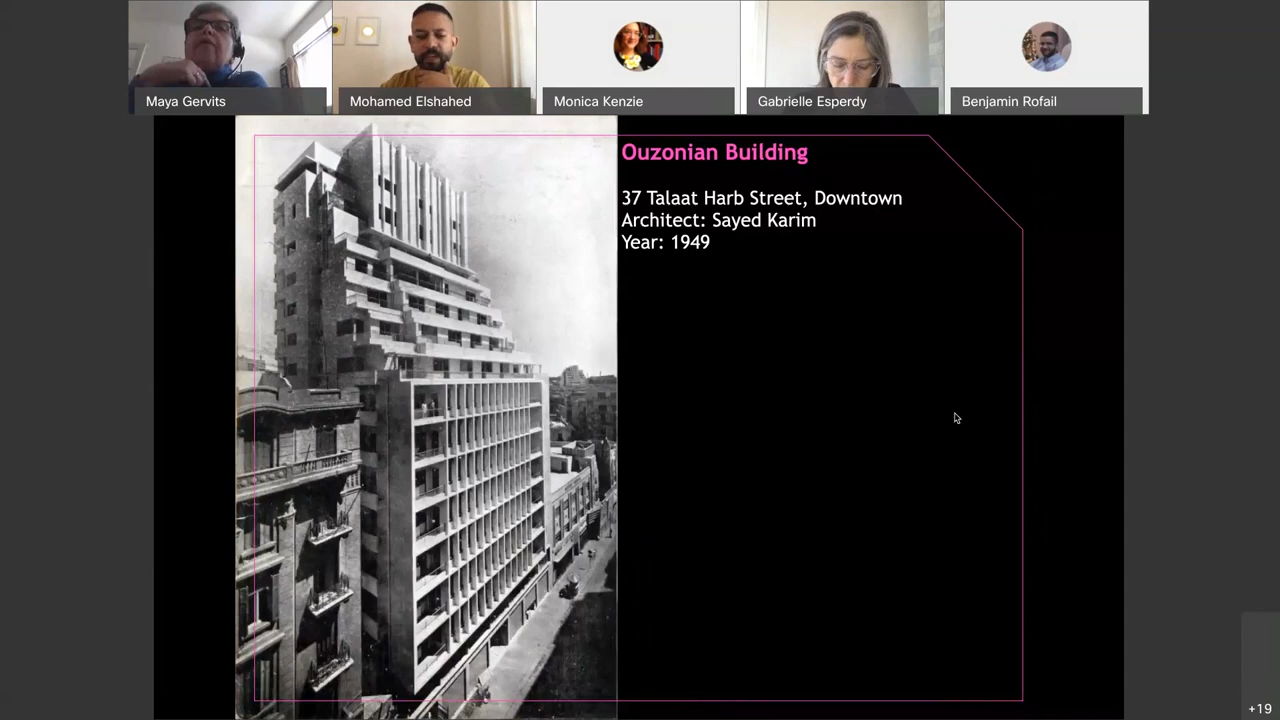 Maya Gervits
Mohamed Elshahed
Monica Kenzie
Gabrielle Esperdy
Benjamin Rofail
Ouzonian Building
37 Talaat Harb Street, Downtown
Architect: Sayed Karim
Year: 1949
+19